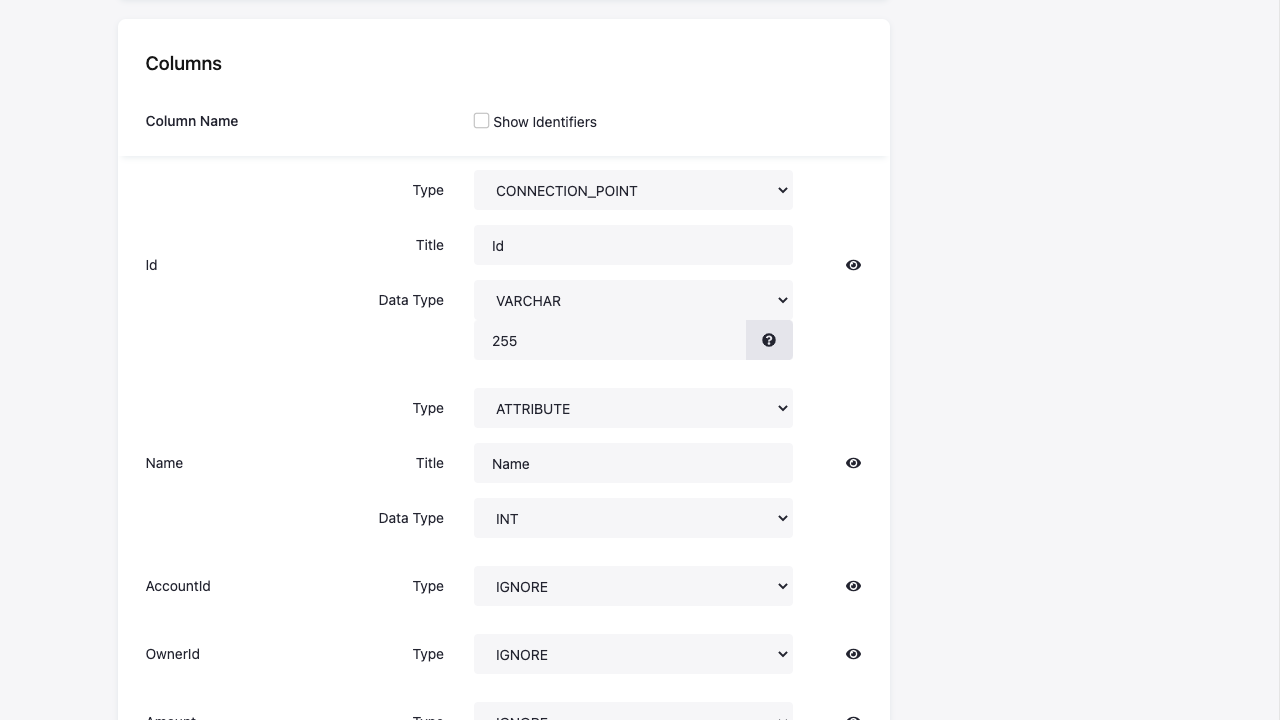 Columns
Column Name
Show Identifiers
Type
CONNECTION_POINT
Title
Id
Id
Data Type
VARCHAR
255
Type
ATTRIBUTE
Name
Title
Name
Data Type
INT
AccountId
Type
IGNORE
OwnerId
Type
IGNORE
Amount
Type
IGNORE